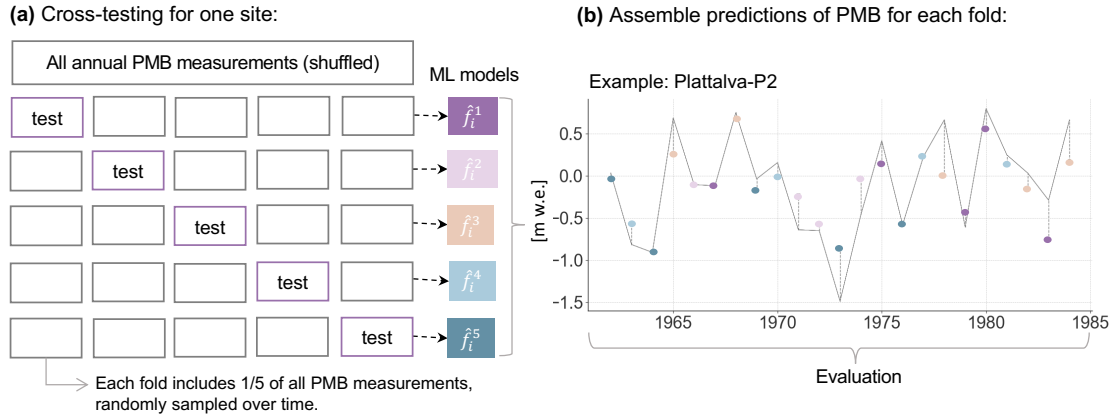 (a) Cross-testing for one site:
All annual PMB measurements (shuffled)
ML models
test
f̂ᵢ¹
test
f̂ᵢ²
test
f̂ᵢ³
test
f̂ᵢ⁴
test
f̂ᵢ⁵
Each fold includes 1/5 of all PMB measurements,
randomly sampled over time.
(b) Assemble predictions of PMB for each fold:
Example: Plattalva-P2
[m w.e.]
0.5
0.0
−0.5
−1.0
−1.5
1965 1970 1975 1980 1985
Evaluation